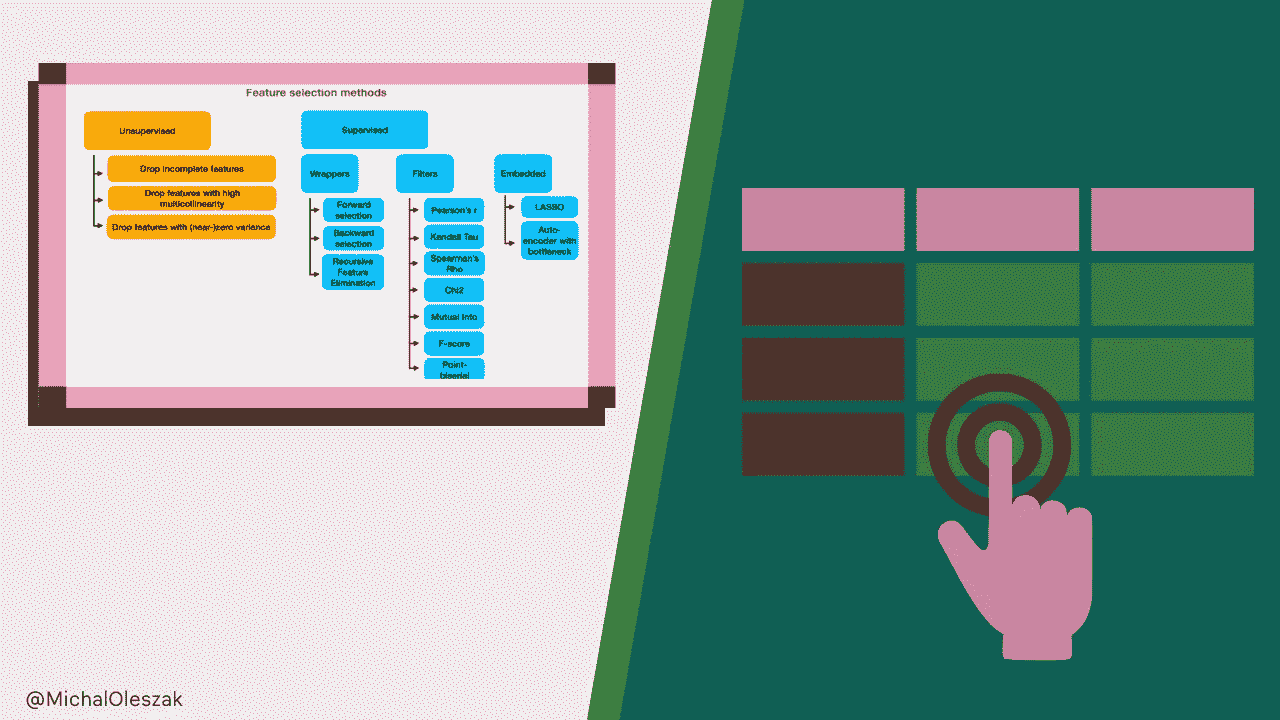 Feature selection methods
Unsupervised
Drop incomplete features
Drop features with high
multicollinearity
Drop features with (near-)zero variance
Supervised
Wrappers
Forward
selection
Backward
selection
Recursive
Feature
Elimination
Filters
Pearson's r
Kendall Tau
Spearman's
Rho
Chi2
Mutual Info
F-score
Point-
biserial
Embedded
LASSO
Auto-
encoder with
bottleneck
@MichalOleszak